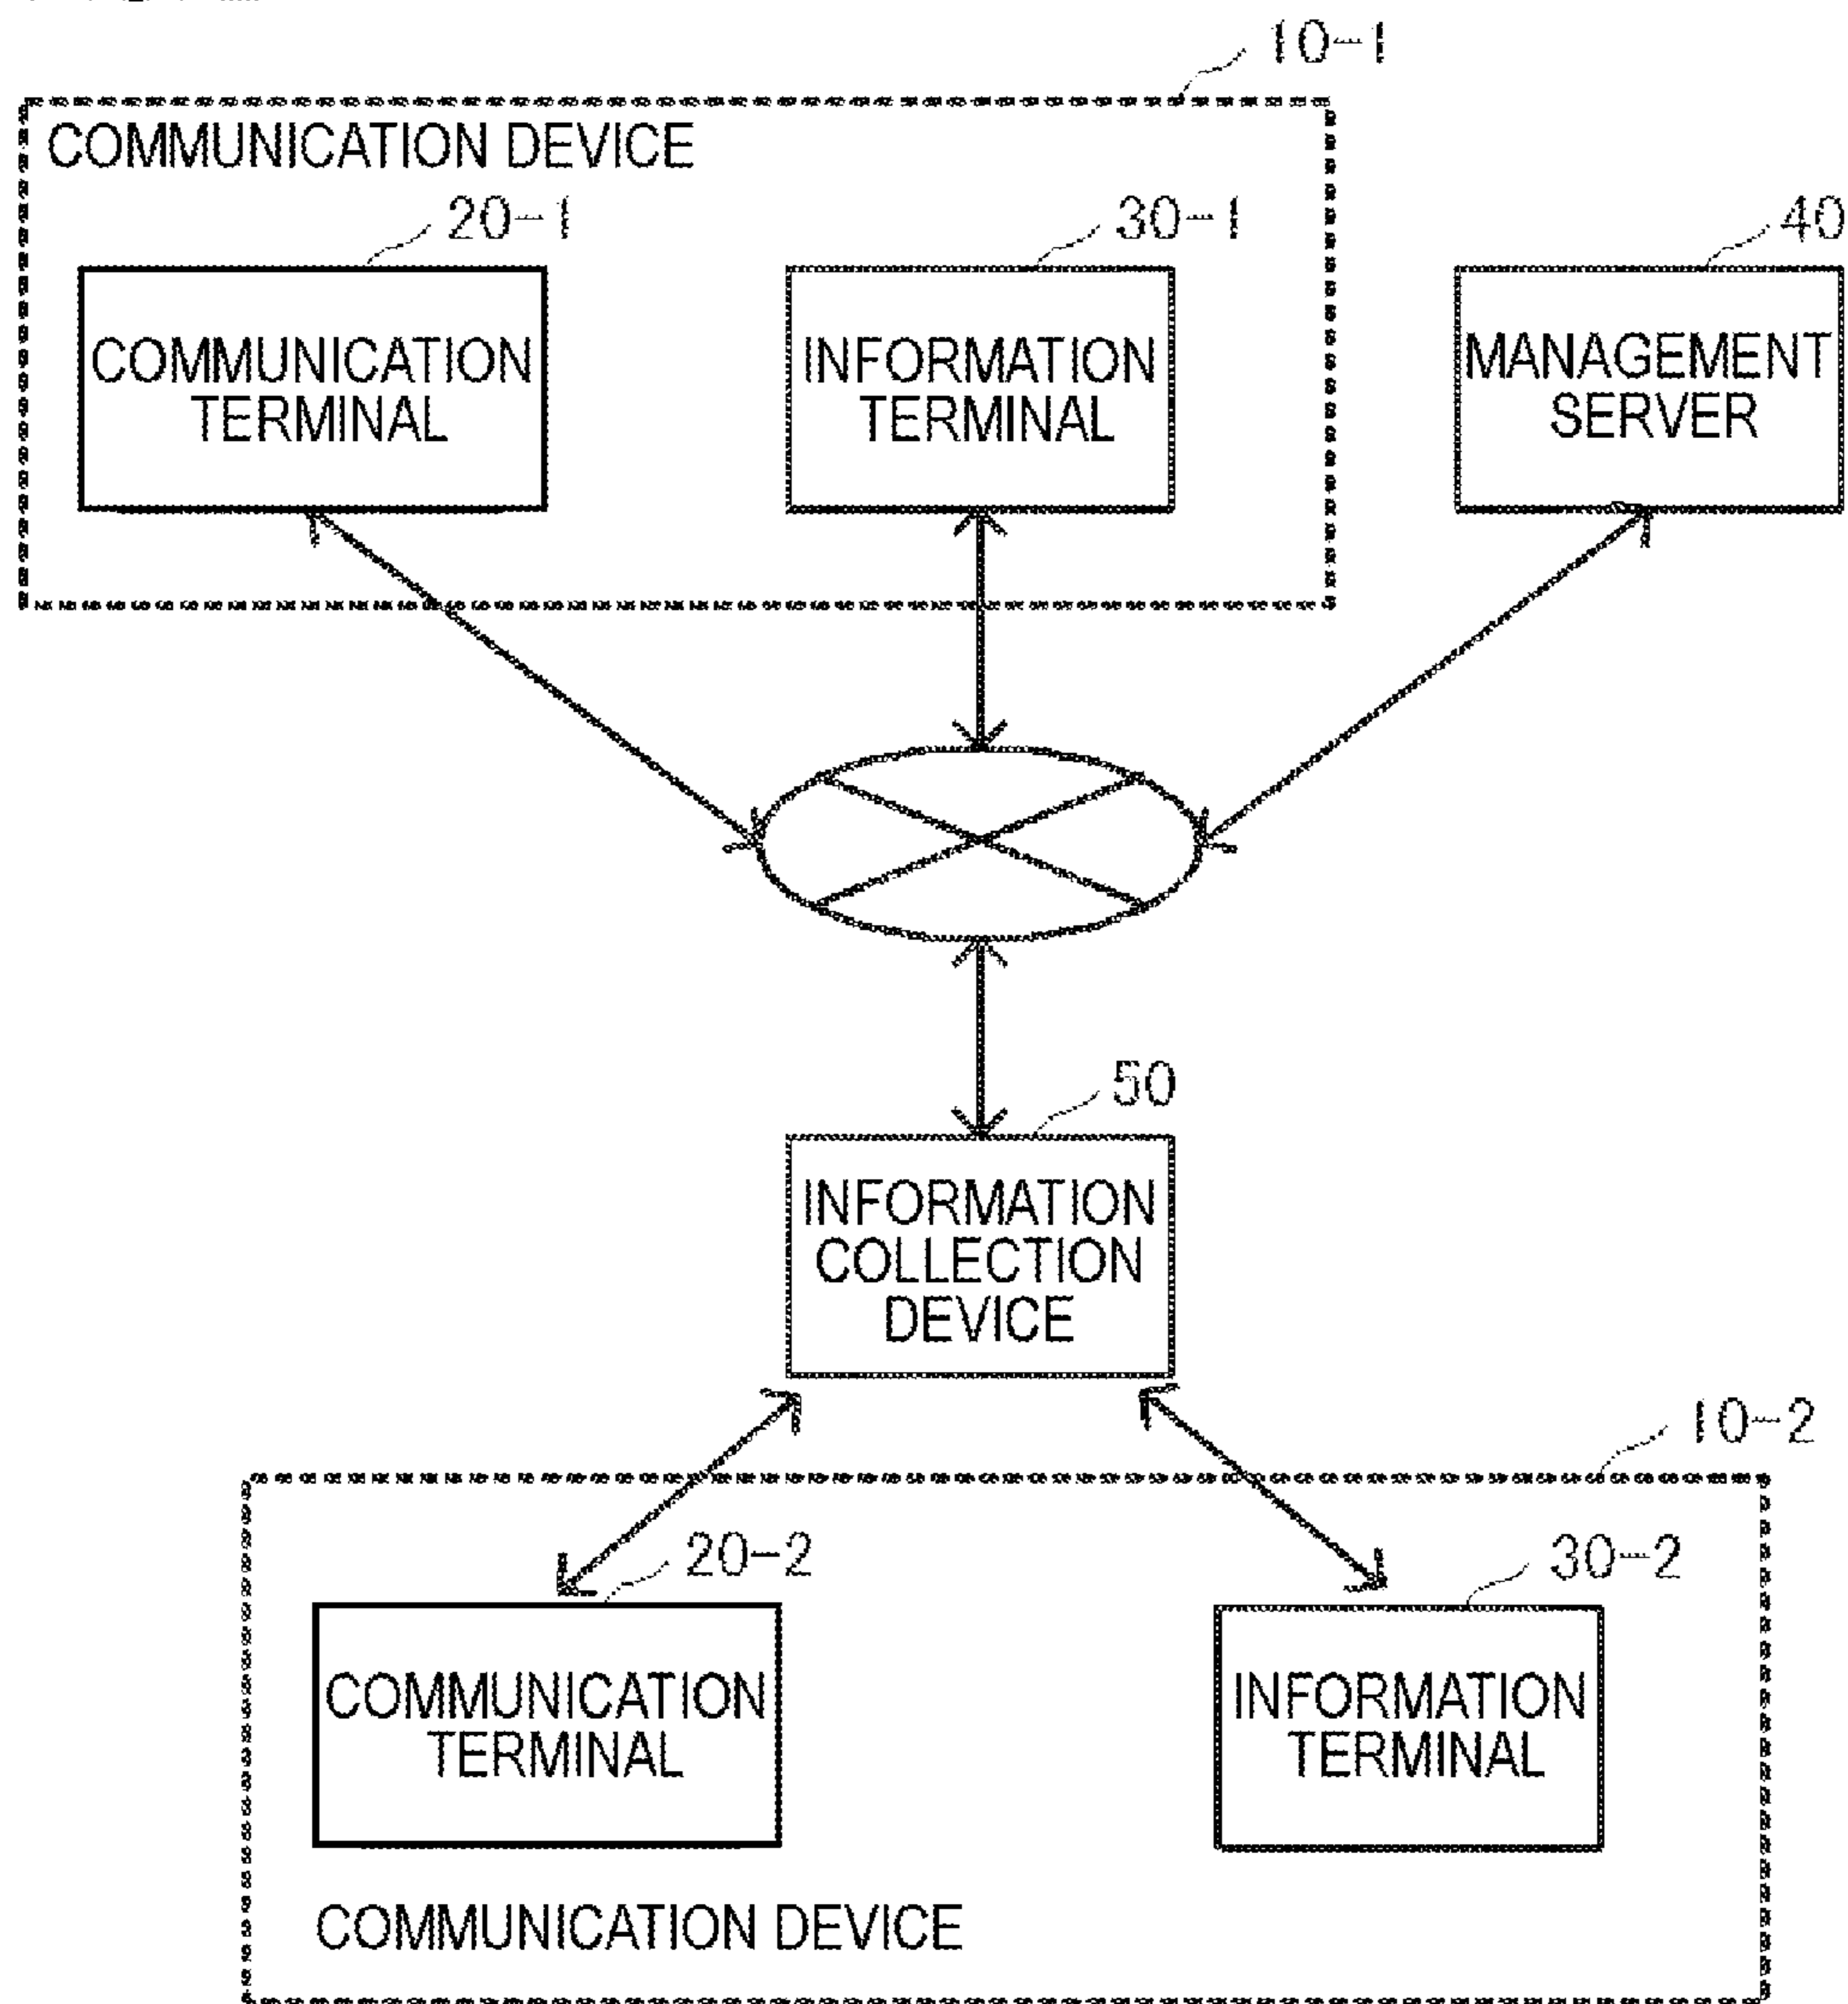 10-1
COMMUNICATION DEVICE
20-1
30-1
40
COMMUNICATION
TERMINAL
INFORMATION
TERMINAL
MANAGEMENT
SERVER
50
INFORMATION
COLLECTION
DEVICE
10-2
20-2
30-2
COMMUNICATION
TERMINAL
INFORMATION
TERMINAL
COMMUNICATION DEVICE